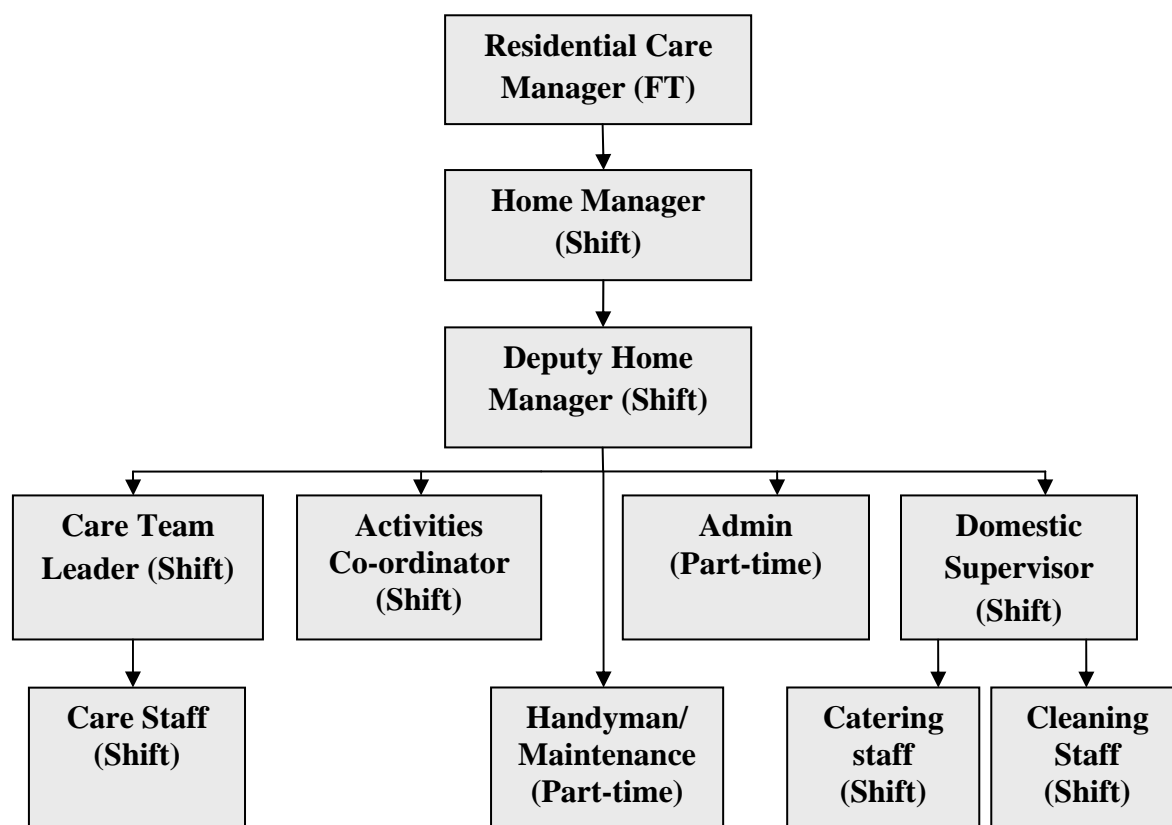 Residential Care
Manager (FT)
Home Manager
(Shift)
Deputy Home
Manager (Shift)
Care Team
Leader (Shift)
Activities
Co-ordinator
(Shift)
Admin
(Part-time)
Domestic
Supervisor
(Shift)
Care Staff
(Shift)
Handyman/
Maintenance
(Part-time)
Catering
staff
(Shift)
Cleaning
Staff
(Shift)